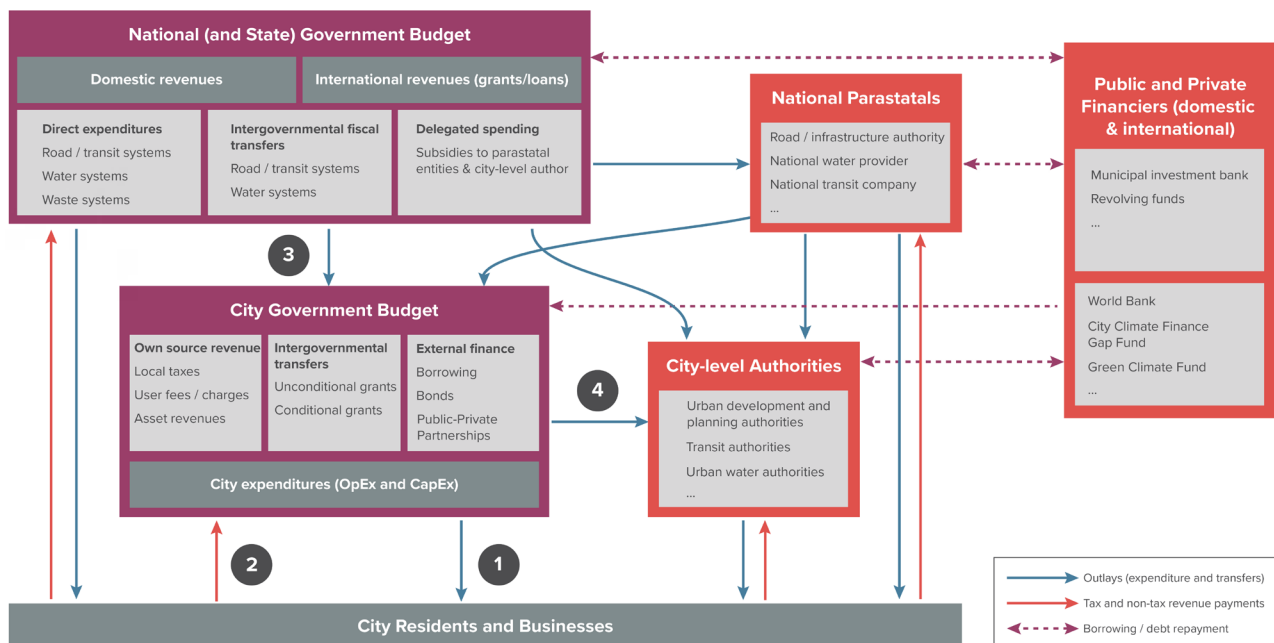 National (and State) Government Budget
Domestic revenues
International revenues (grants/loans)
Direct expenditures
Road / transit systems
Water systems
Waste systems
Intergovernmental fiscal
transfers
Road / transit systems
Water systems
Delegated spending
Subsidies to parastatal
entities & city-level author
National Parastatals
Road / infrastructure authority
National water provider
National transit company
...
Public and Private
Financiers (domestic
& international)
Municipal investment bank
Revolving funds
...
World Bank
City Climate Finance
Gap Fund
Green Climate Fund
...
3
City Government Budget
Own source revenue
Local taxes
User fees / charges
Asset revenues
Intergovernmental
transfers
Unconditional grants
Conditional grants
External finance
Borrowing
Bonds
Public-Private
Partnerships
City expenditures (OpEx and CapEx)
4
City-level Authorities
Urban development and
planning authorities
Transit authorities
Urban water authorities
...
2
1
City Residents and Businesses
Outlays (expenditure and transfers)
Tax and non-tax revenue payments
Borrowing / debt repayment